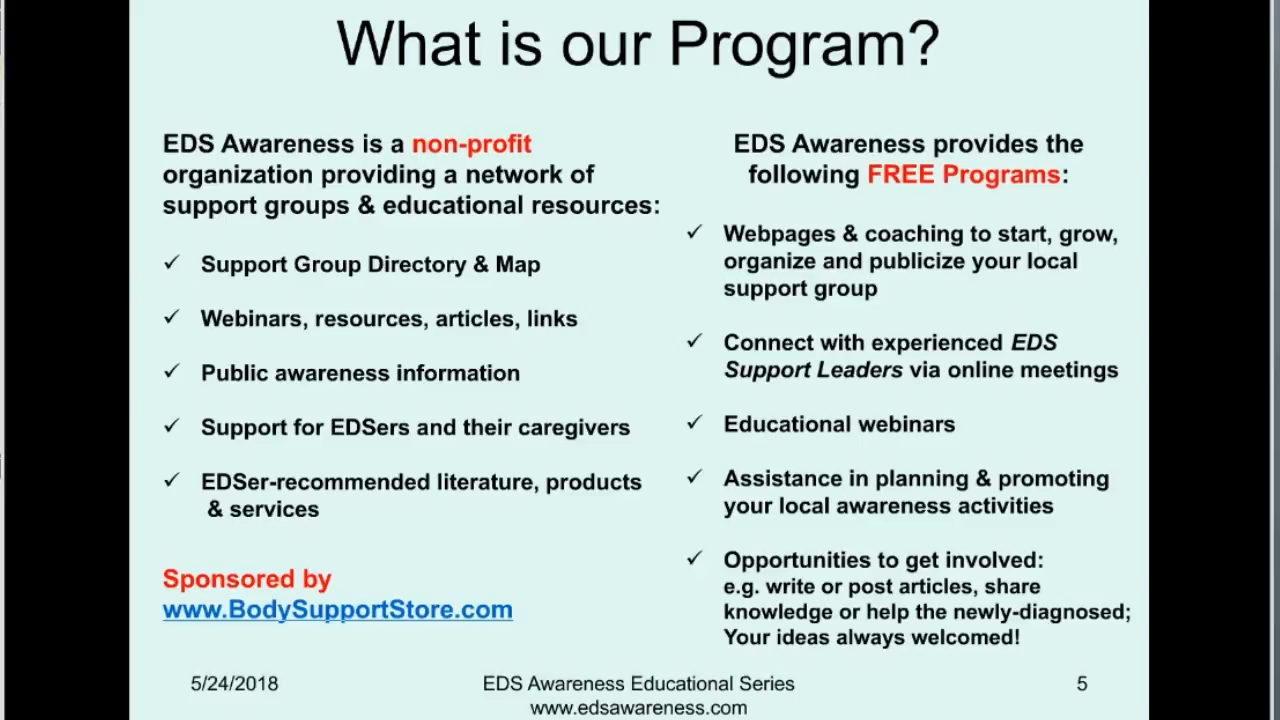 What is our Program?
EDS Awareness is a non-profit
organization providing a network of
support groups & educational resources:
✓ Support Group Directory & Map
✓ Webinars, resources, articles, links
✓ Public awareness information
✓ Support for EDSers and their caregivers
✓ EDSer-recommended literature, products
& services
Sponsored by
www.BodySupportStore.com
EDS Awareness provides the
following FREE Programs:
✓ Webpages & coaching to start, grow,
organize and publicize your local
support group
✓ Connect with experienced EDS
Support Leaders via online meetings
✓ Educational webinars
✓ Assistance in planning & promoting
your local awareness activities
✓ Opportunities to get involved:
e.g. write or post articles, share
knowledge or help the newly-diagnosed;
Your ideas always welcomed!
5/24/2018
EDS Awareness Educational Series
www.edsawareness.com
5